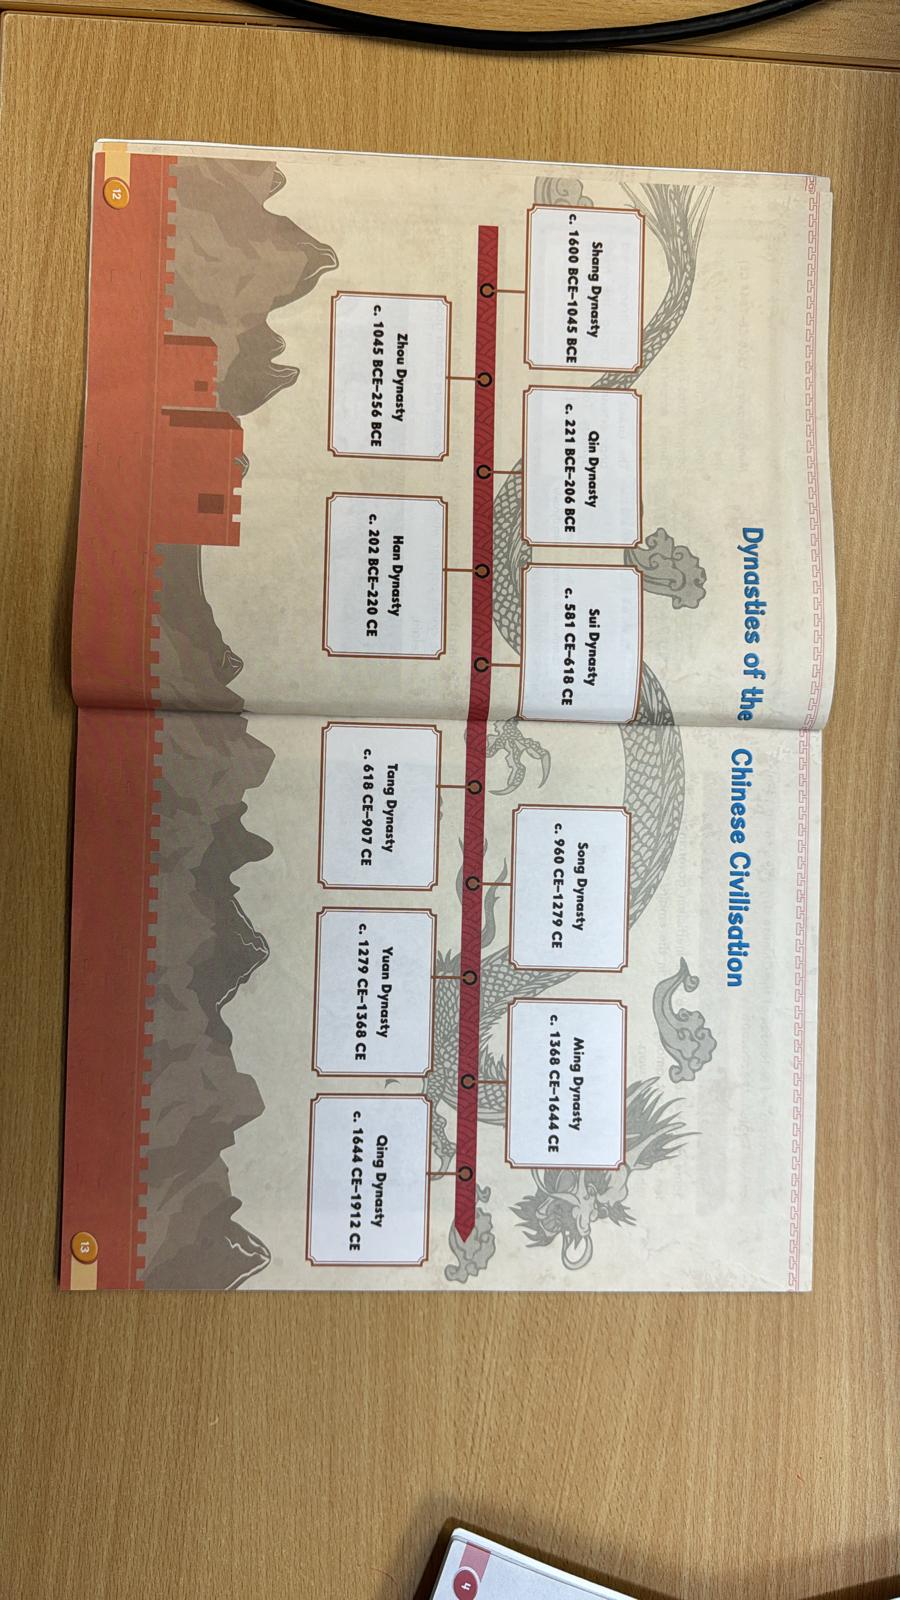 Dynasties of the Chinese Civilisation
Shang Dynasty
c. 1600 BCE–1045 BCE
Qin Dynasty
c. 221 BCE–206 BCE
Sui Dynasty
c. 581 CE–618 CE
Song Dynasty
c. 960 CE–1279 CE
Ming Dynasty
c. 1368 CE–1644 CE
Zhou Dynasty
c. 1045 BCE–256 BCE
Han Dynasty
c. 202 BCE–220 CE
Tang Dynasty
c. 618 CE–907 CE
Yuan Dynasty
c. 1279 CE–1368 CE
Qing Dynasty
c. 1644 CE–1912 CE
12
13
4